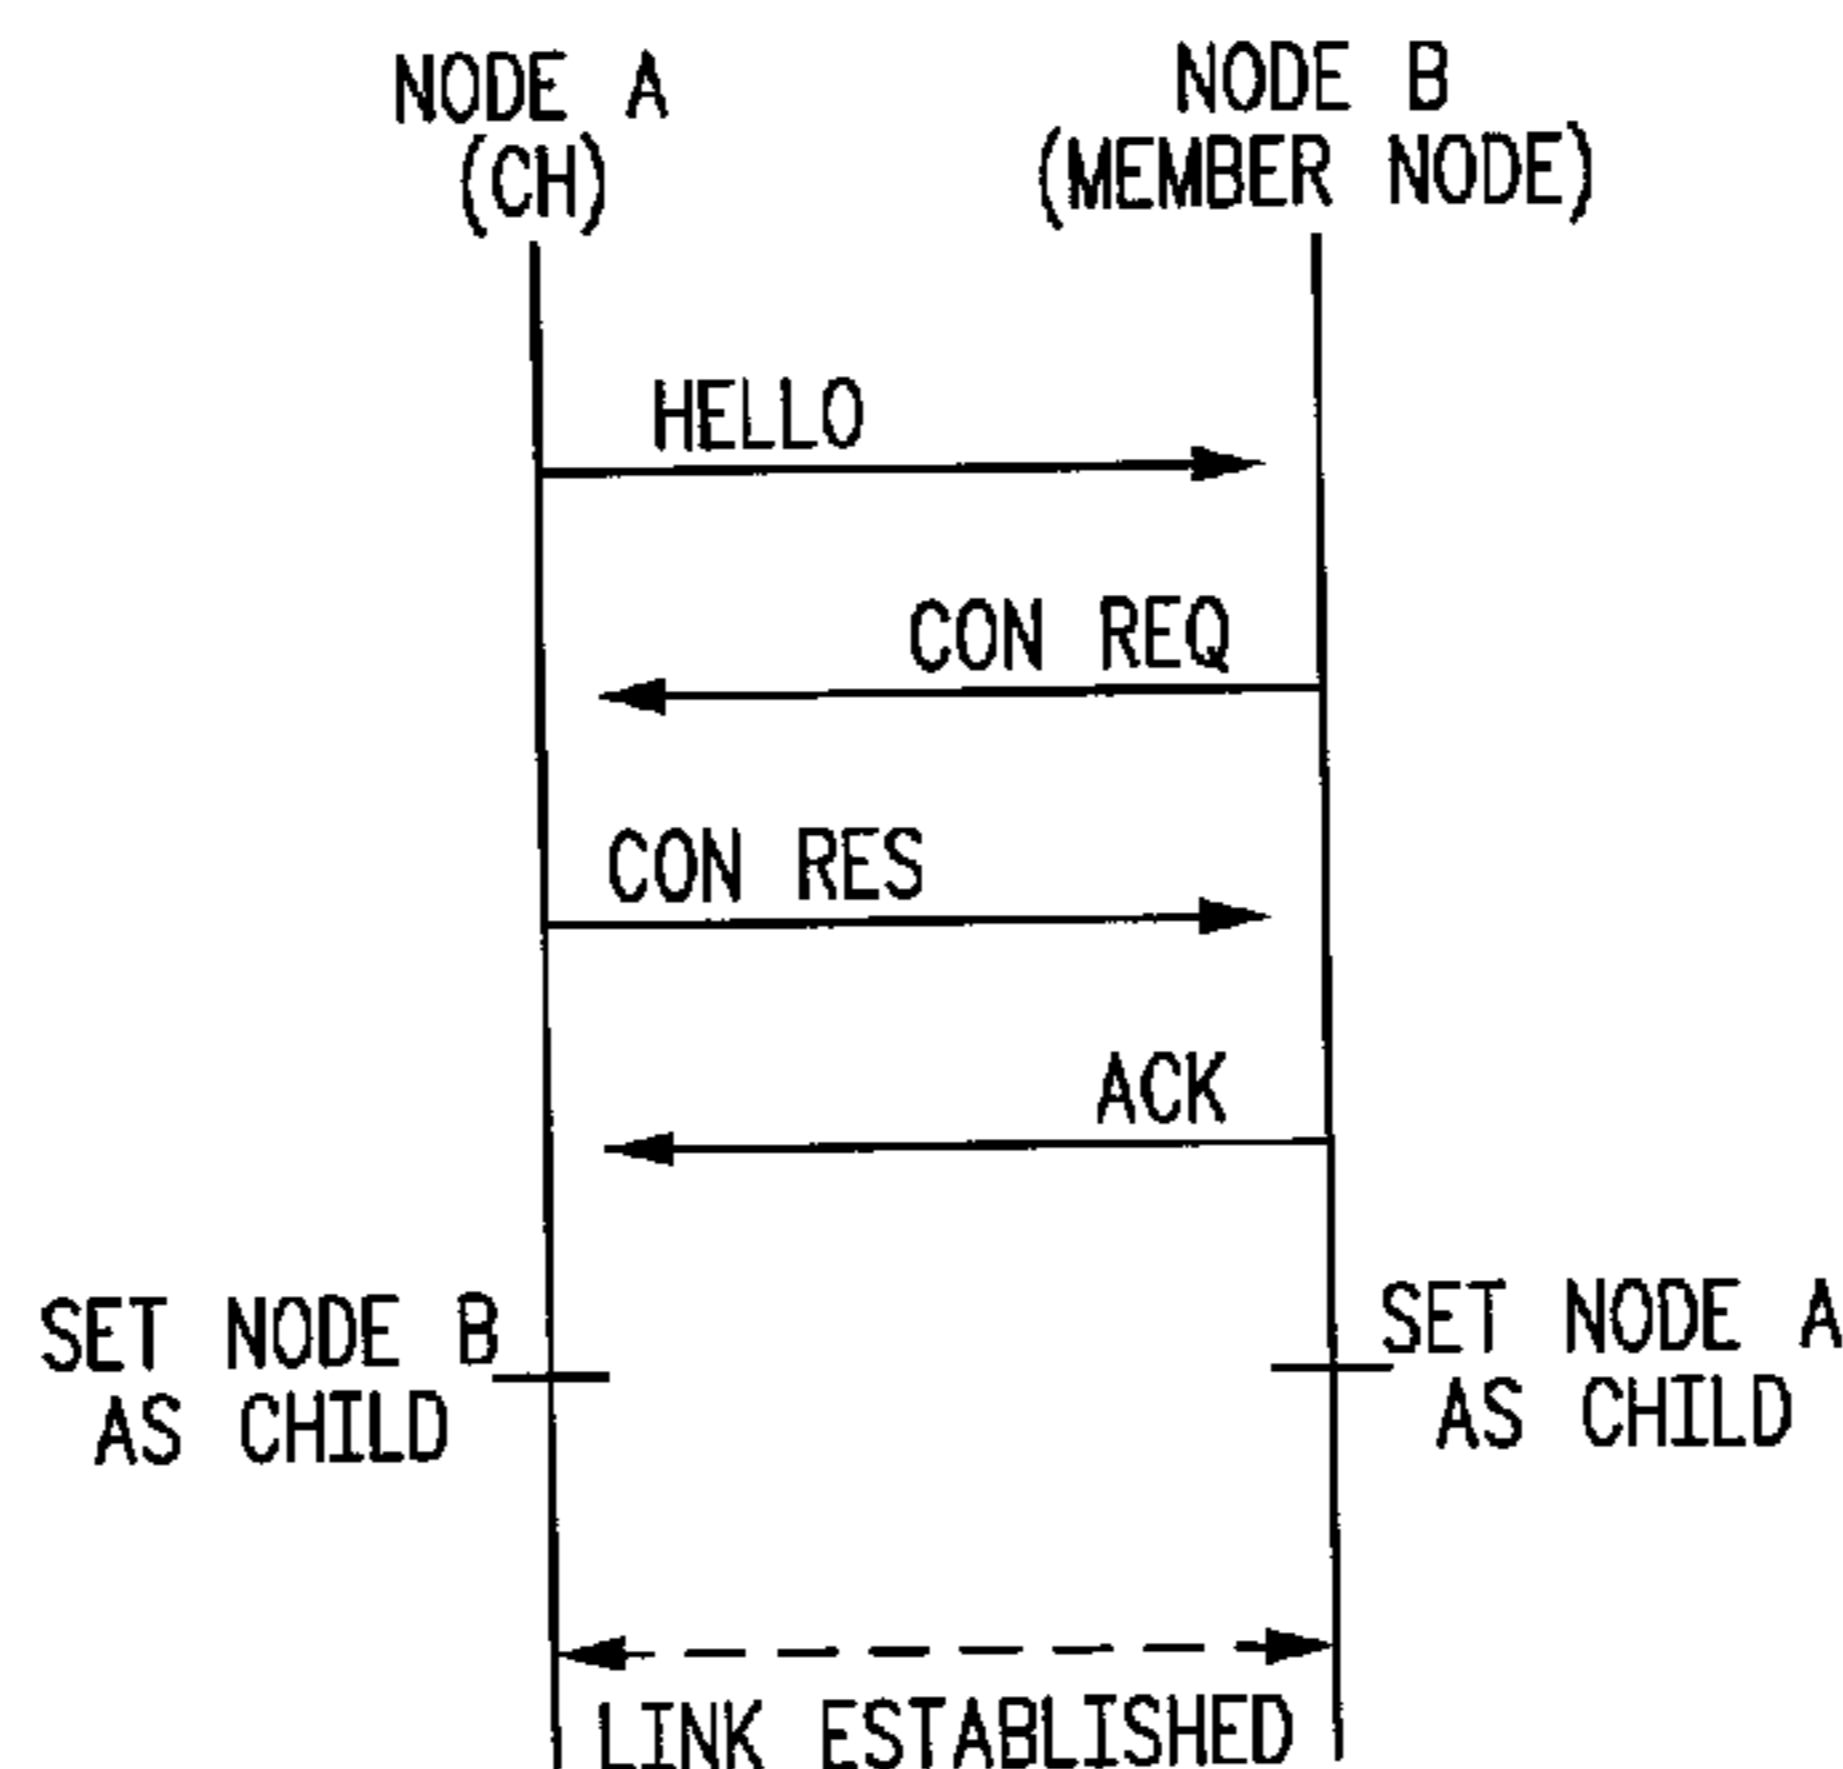 NODE A
(CH)
NODE B
(MEMBER NODE)
HELLO
CON REQ
CON RES
ACK
SET NODE B
AS CHILD
SET NODE A
AS CHILD
LINK ESTABLISHED